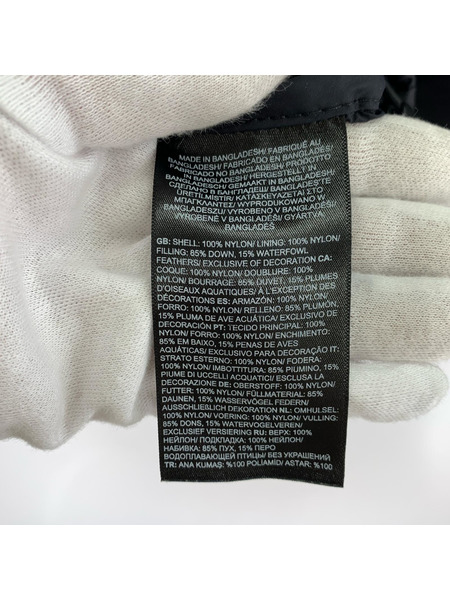 MADE IN BANGLADESH/ FABRIQUÉ AU
BANGLADESH/ FABRICADO EN BANGLADÉS/
FABRICADO NO BANGLADESH/ PRODOTTO
IN BANGLADESH/ HERGESTELLT IN
BANGLADESCH/ GEMAAKT IN BANGLADESH/
СДЕЛАНО В БАНГЛАДЕШ/ BANGLADEŞ'TE
ÜRETİLMİŞTİR/ ΚΑΤΑΣΚΕΥΑΖΕΤΑΙ ΣΤΟ
ΜΠΑΓΚΛΑΝΤΕΣ/ WYPRODUKOWANO W
BANGLADESZU/ VYROBENO V BANGLADÉŠI/
VYROBENÉ V BANGLADÉŠI/ GYÁRTVA
BANGLADÉS
GB: SHELL: 100% NYLON/ LINING: 100% NYLON/
FILLING: 85% DOWN, 15% WATERFOWL
FEATHERS/ EXCLUSIVE OF DECORATION CA:
COQUE: 100% NYLON/ DOUBLURE: 100%
NYLON/ BOURRAGE: 85% DUVET, 15% PLUMES
D'OISEAUX AQUATIQUES/ À L'EXCEPTION DES
DÉCORATIONS ES: ARMAZÓN: 100% NYLON/
FORRO: 100% NYLON/ RELLENO: 85% PLUMÓN,
15% PLUMA DE AVE ACUÁTICA/ EXCLUSIVO DE
DECORACIÓN PT: TECIDO PRINCIPAL: 100%
NYLON/ FORRO: 100% NYLON/ ENCHIMENTO:
85% EM BAIXO, 15% PENAS DE AVES
AQUÁTICAS/ EXCLUSIVO DA DECORAÇÃO IT:
STRATO ESTERNO: 100% NYLON/ FODERA:
100% NYLON/ IMBOTTITURA: 85% PIUMINO, 15%
PIUME DI UCCELLI ACQUATICI/ ESCLUSA LA
DECORAZIONE DE: OBERSTOFF: 100% NYLON/
FUTTER: 100% NYLON/ FÜLLMATERIAL: 85%
DAUNEN, 15% WASSERVÖGEL FEDERN/
AUSSCHLIEßLICH DEKORATION NL: OMHULSEL:
100% NYLON/ VOERING: 100% NYLON/ VULLING:
85% DONS, 15% WATERVOGELVEREN/
EXCLUSIEF VERSIERING RU: ВЕРХ: 100%
НЕЙЛОН/ ПОДКЛАДКА: 100% НЕЙЛОН/
НАБИВКА: 85% ПУХ, 15% ПЕРО
ВОДОПЛАВАЮЩЕЙ ПТИЦЫ/ БЕЗ УКРАШЕНИЙ
TR: ANA KUMAŞ: %100 POLİAMİD/ ASTAR: %100